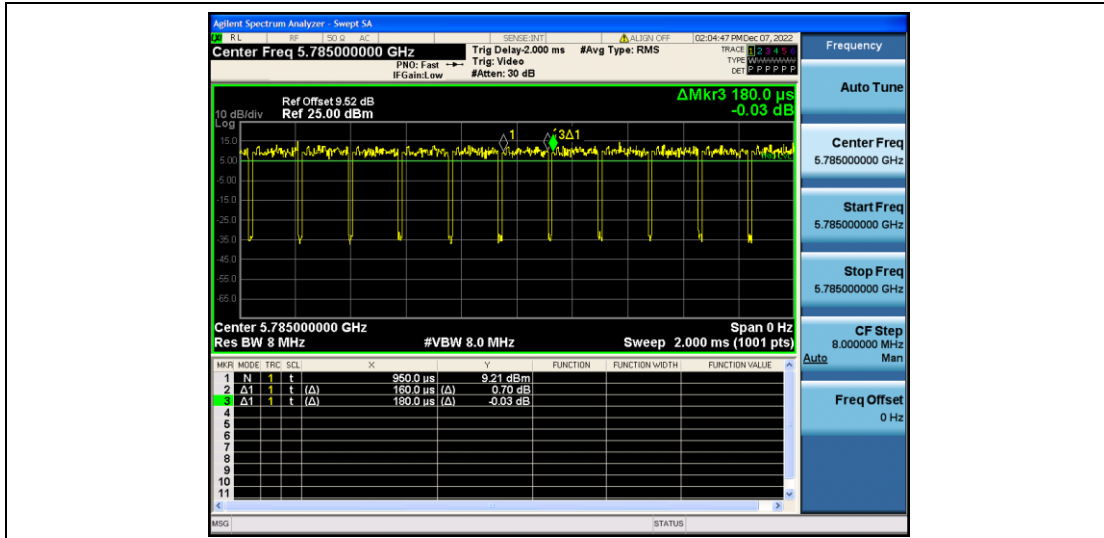 Agilent Spectrum Analyzer - Swept SA
RL RF 50 Ω AC SENSE:INT ALIGN OFF 02:04:47 PM Dec 07, 2022
Center Freq 5.785000000 GHz
Trig Delay-2.000 ms #Avg Type: RMS
TRACE 1 2 3 4 5 6
PNO: Fast Trig: Video
TYPE
IFGain:Low #Atten: 30 dB
DET P P P P P P
Frequency
Auto Tune
Center Freq
5.785000000 GHz
Start Freq
5.785000000 GHz
Stop Freq
5.785000000 GHz
CF Step
8.000000 MHz
Auto Man
Freq Offset
0 Hz
ΔMkr3 180.0 µs
-0.03 dB
Ref Offset 9.52 dB
10 dB/div Ref 25.00 dBm
Log
15.0
5.00
-5.00
-15.0
-25.0
-35.0
-45.0
-55.0
-65.0
1
3Δ1
Center 5.785000000 GHz Span 0 Hz
Res BW 8 MHz #VBW 8.0 MHz Sweep 2.000 ms (1001 pts)
MKR MODE TRC SCL X Y FUNCTION FUNCTION WIDTH FUNCTION VALUE
1 N 1 t 950.0 µs 9.21 dBm
2 Δ1 1 t (Δ) 160.0 µs (Δ) 0.70 dB
3 Δ1 1 t (Δ) 180.0 µs (Δ) -0.03 dB
4
5
6
7
8
9
10
11
MSG STATUS